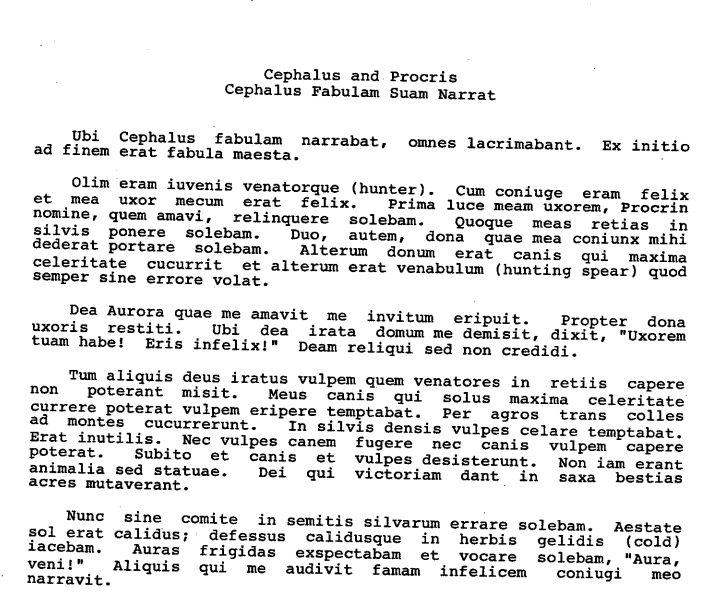 Cephalus and Procris
Cephalus Fabulam Suam Narrat
Ubi Cephalus fabulam narrabat, omnes lacrimabant. Ex initio
ad finem erat fabula maesta.
Olim eram iuvenis venatorque (hunter). Cum coniuge eram felix
et mea uxor mecum erat felix. Prima luce meam uxorem, Procrin
nomine, quem amavi, relinquere solebam. Quoque meas retias in
silvis ponere solebam. Duo, autem, dona quae mea coniunx mihi
dederat portare solebam. Alterum donum erat canis qui maxima
celeritate cucurrit et alterum erat venabulum (hunting spear) quod
semper sine errore volat.
Dea Aurora quae me amavit me invitum eripuit. Propter dona
uxoris restiti. Ubi dea irata domum me demisit, dixit, "Uxorem
tuam habe! Eris infelix!" Deam reliqui sed non credidi.
Tum aliquis deus iratus vulpem quem venatores in retiis capere
non poterant misit. Meus canis qui solus maxima celeritate
currere poterat vulpem eripere temptabat. Per agros trans colles
ad montes cucurrerunt. In silvis densis vulpes celare temptabat.
Erat inutilis. Nec vulpes canem fugere nec canis vulpem capere
poterat. Subito et canis et vulpes desisterunt. Non iam erant
animalia sed statuae. Dei qui victoriam dant in saxa bestias
acres mutaverant.
Nunc sine comite in semitis silvarum errare solebam. Aestate
sol erat calidus; defessus calidusque in herbis gelidis (cold)
iacebam. Auras frigidas exspectabam et vocare solebam, "Aura,
veni!" Aliquis qui me audivit famam infelicem coniugi meo
narravit.